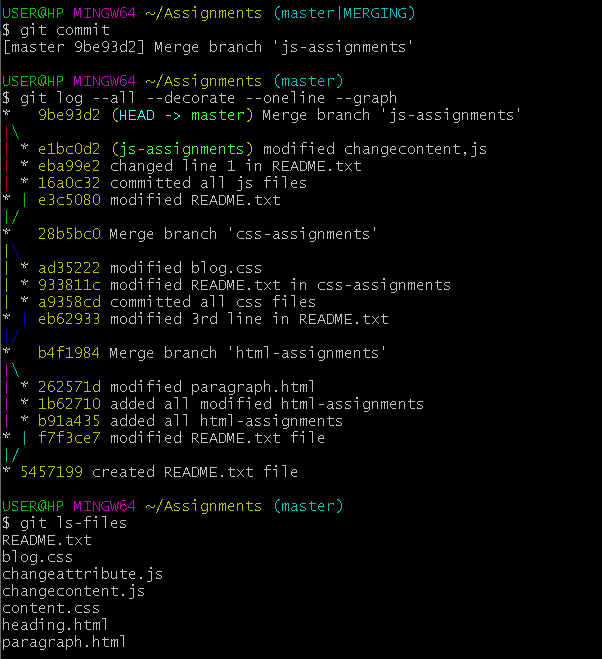 USER@HP MINGW64 ~/Assignments (master|MERGING)
$ git commit
[master 9be93d2] Merge branch 'js-assignments'

USER@HP MINGW64 ~/Assignments (master)
$ git log --all --decorate --oneline --graph
*   9be93d2 (HEAD -> master) Merge branch 'js-assignments'
|\
| * e1bc0d2 (js-assignments) modified changecontent,js
| * eba99e2 changed line 1 in README.txt
| * 16a0c32 committed all js files
* | e3c5080 modified README.txt
|/
*   28b5bc0 Merge branch 'css-assignments'
|\
| * ad35222 modified blog.css
| * 933811c modified README.txt in css-assignments
| * a9358cd committed all css files
* | eb62933 modified 3rd line in README.txt
|/
*   b4f1984 Merge branch 'html-assignments'
|\
| * 262571d modified paragraph.html
| * 1b62710 added all modified html-assignments
| * b91a435 added all html-assignments
* | f7f3ce7 modified README.txt file
|/
* 5457199 created README.txt file

USER@HP MINGW64 ~/Assignments (master)
$ git ls-files
README.txt
blog.css
changeattribute.js
changecontent.js
content.css
heading.html
paragraph.html